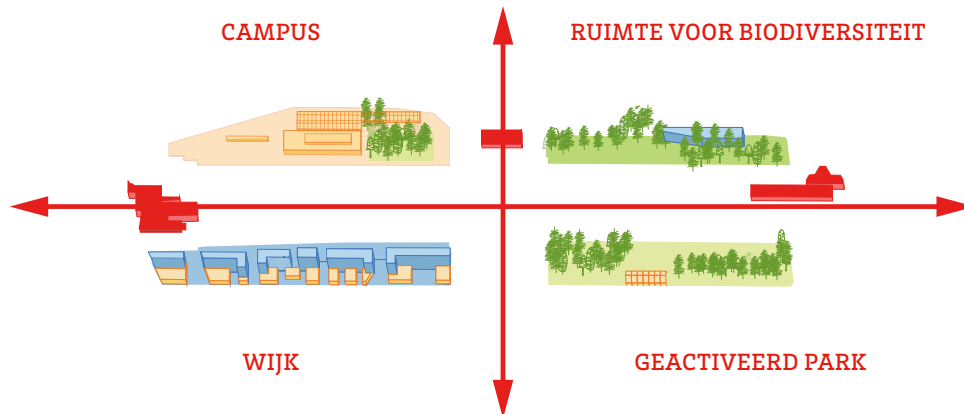 CAMPUS
RUIMTE VOOR BIODIVERSITEIT
WIJK
GEACTIVEERD PARK